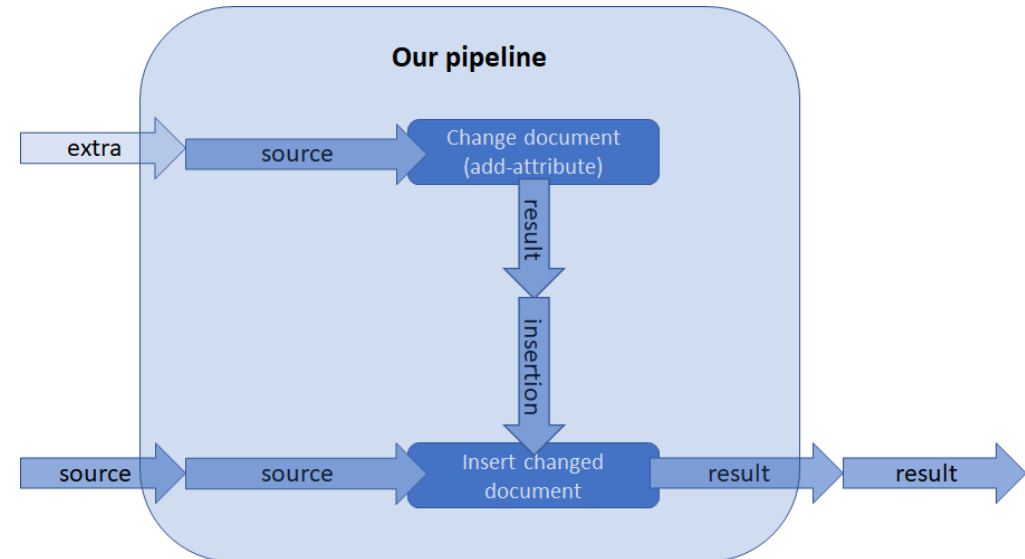 Our pipeline
extra
source
Change document
(add-attribute)
result
insertion
source
source
Insert changed
document
result
result